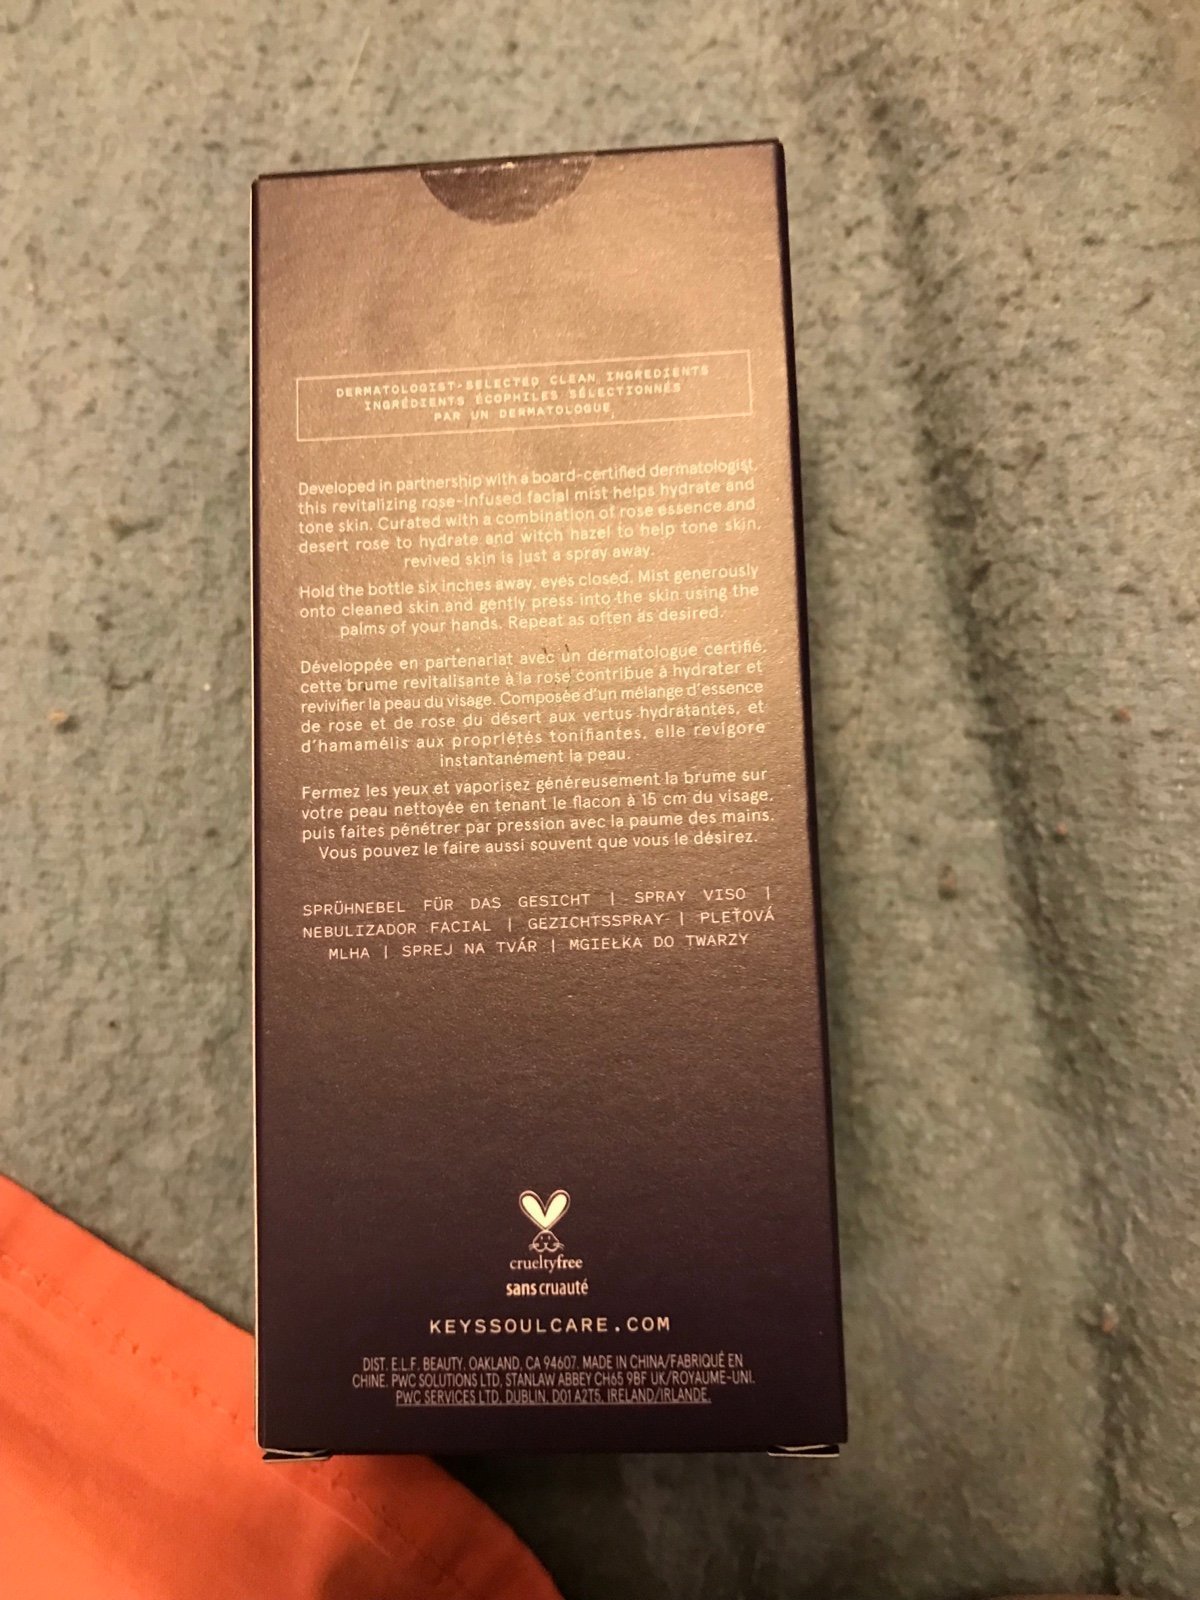 DERMATOLOGIST-SELECTED CLEAN INGREDIENTS
INGRÉDIENTS ÉCOPHILES SÉLECTIONNÉS
PAR UN DERMATOLOGUE
Developed in partnership with a board-certified dermatologist,
this revitalizing rose-infused facial mist helps hydrate and
tone skin. Curated with a combination of rose essence and
desert rose to hydrate and witch hazel to help tone skin,
revived skin is just a spray away.
Hold the bottle six inches away, eyes closed. Mist generously
onto cleaned skin and gently press into the skin using the
palms of your hands. Repeat as often as desired.
Développée en partenariat avec un dermatologue certifié,
cette brume revitalisante à la rose contribue à hydrater et
revivifier la peau du visage. Composée d'un mélange d'essence
de rose et de rose du désert aux vertus hydratantes, et
d'hamamélis aux propriétés tonifiantes, elle revigore
instantanément la peau.
Fermez les yeux et vaporisez généreusement la brume sur
votre peau nettoyée en tenant le flacon à 15 cm du visage,
puis faites pénétrer par pression avec la paume des mains.
Vous pouvez le faire aussi souvent que vous le désirez.
SPRÜHNEBEL FÜR DAS GESICHT | SPRAY VISO |
NEBULIZADOR FACIAL | GEZICHTSSPRAY | PLEŤOVÁ
MLHA | SPREJ NA TVÁR | MGIEŁKA DO TWARZY
crueltyfree
sans cruauté
KEYSSOULCARE.COM
DIST. E.L.F. BEAUTY, OAKLAND, CA 94607. MADE IN CHINA/FABRIQUÉ EN
CHINE. PWC SOLUTIONS LTD, STANLAW ABBEY CH65 9BF UK/ROYAUME-UNI.
PWC SERVICES LTD, DUBLIN, D01 A2T5, IRELAND/IRLANDE.